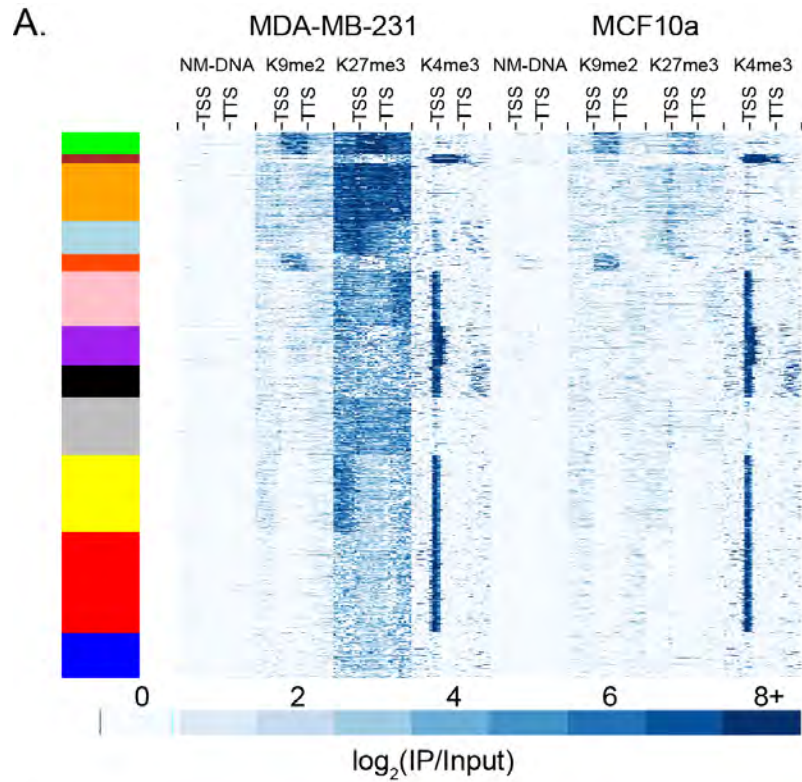 A.
MDA-MB-231 MCF10a
NM-DNA K9me2 K27me3 K4me3 NM-DNA K9me2 K27me3 K4me3
TSS TTS TSS TTS TSS TTS TSS TTS TSS TTS TSS TTS TSS TTS TSS TTS
0 2 4 6 8+
log₂(IP/Input)